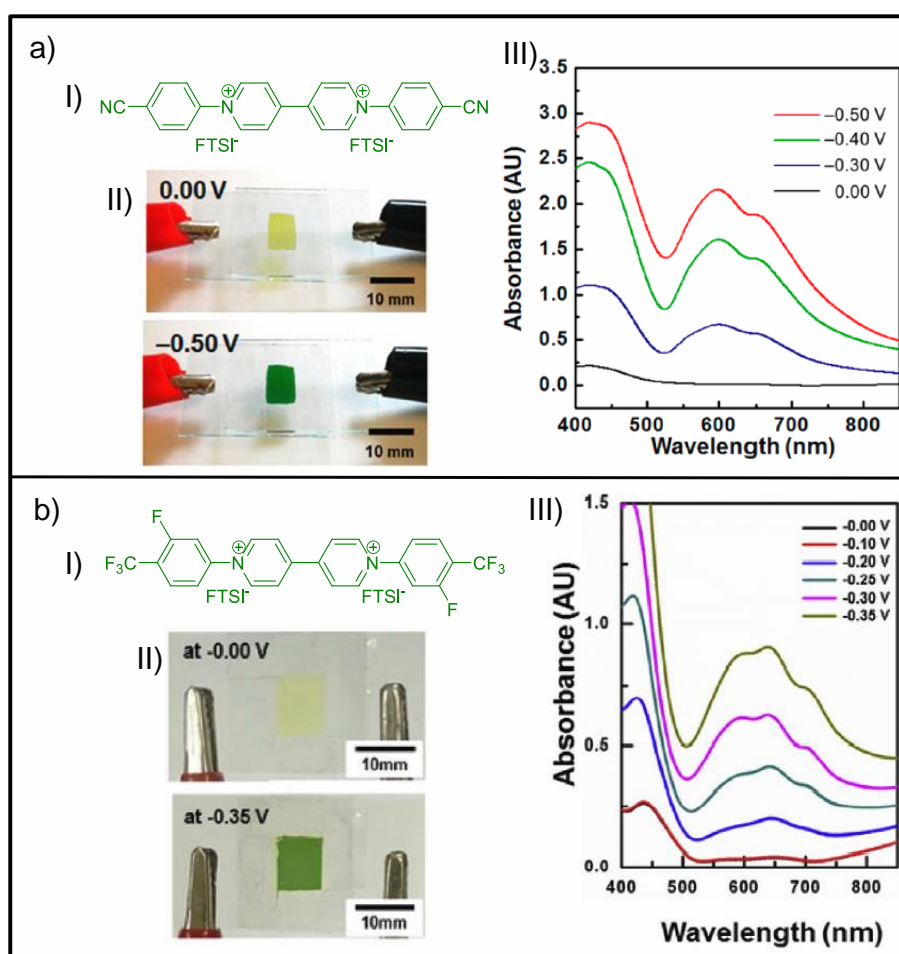 a)
I)
NC
N
+
+
N
CN
FTSI-
FTSI-
II)
0.00 V
10 mm
–0.50 V
10 mm
III)
Absorbance (AU)
3.5
3.0
2.5
2.0
1.5
1.0
0.5
0.0
–0.50 V
–0.40 V
–0.30 V
0.00 V
400 500 600 700 800
Wavelength (nm)
b)
I)
F
F3C
N
+
+
N
CF3
F
FTSI-
FTSI-
II)
at -0.00 V
10mm
at -0.35 V
10mm
III)
Absorbance (AU)
1.5
1.0
0.5
0.0
-0.00 V
-0.10 V
-0.20 V
-0.25 V
-0.30 V
-0.35 V
400 500 600 700 800
Wavelength (nm)